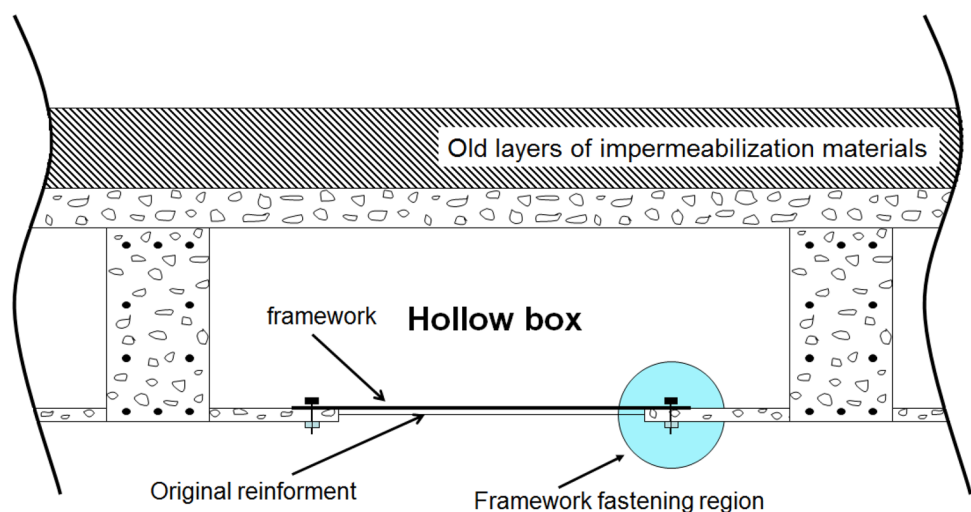 Old layers of impermeabilization materials
framework
Hollow box
Original reinforment
Framework fastening region